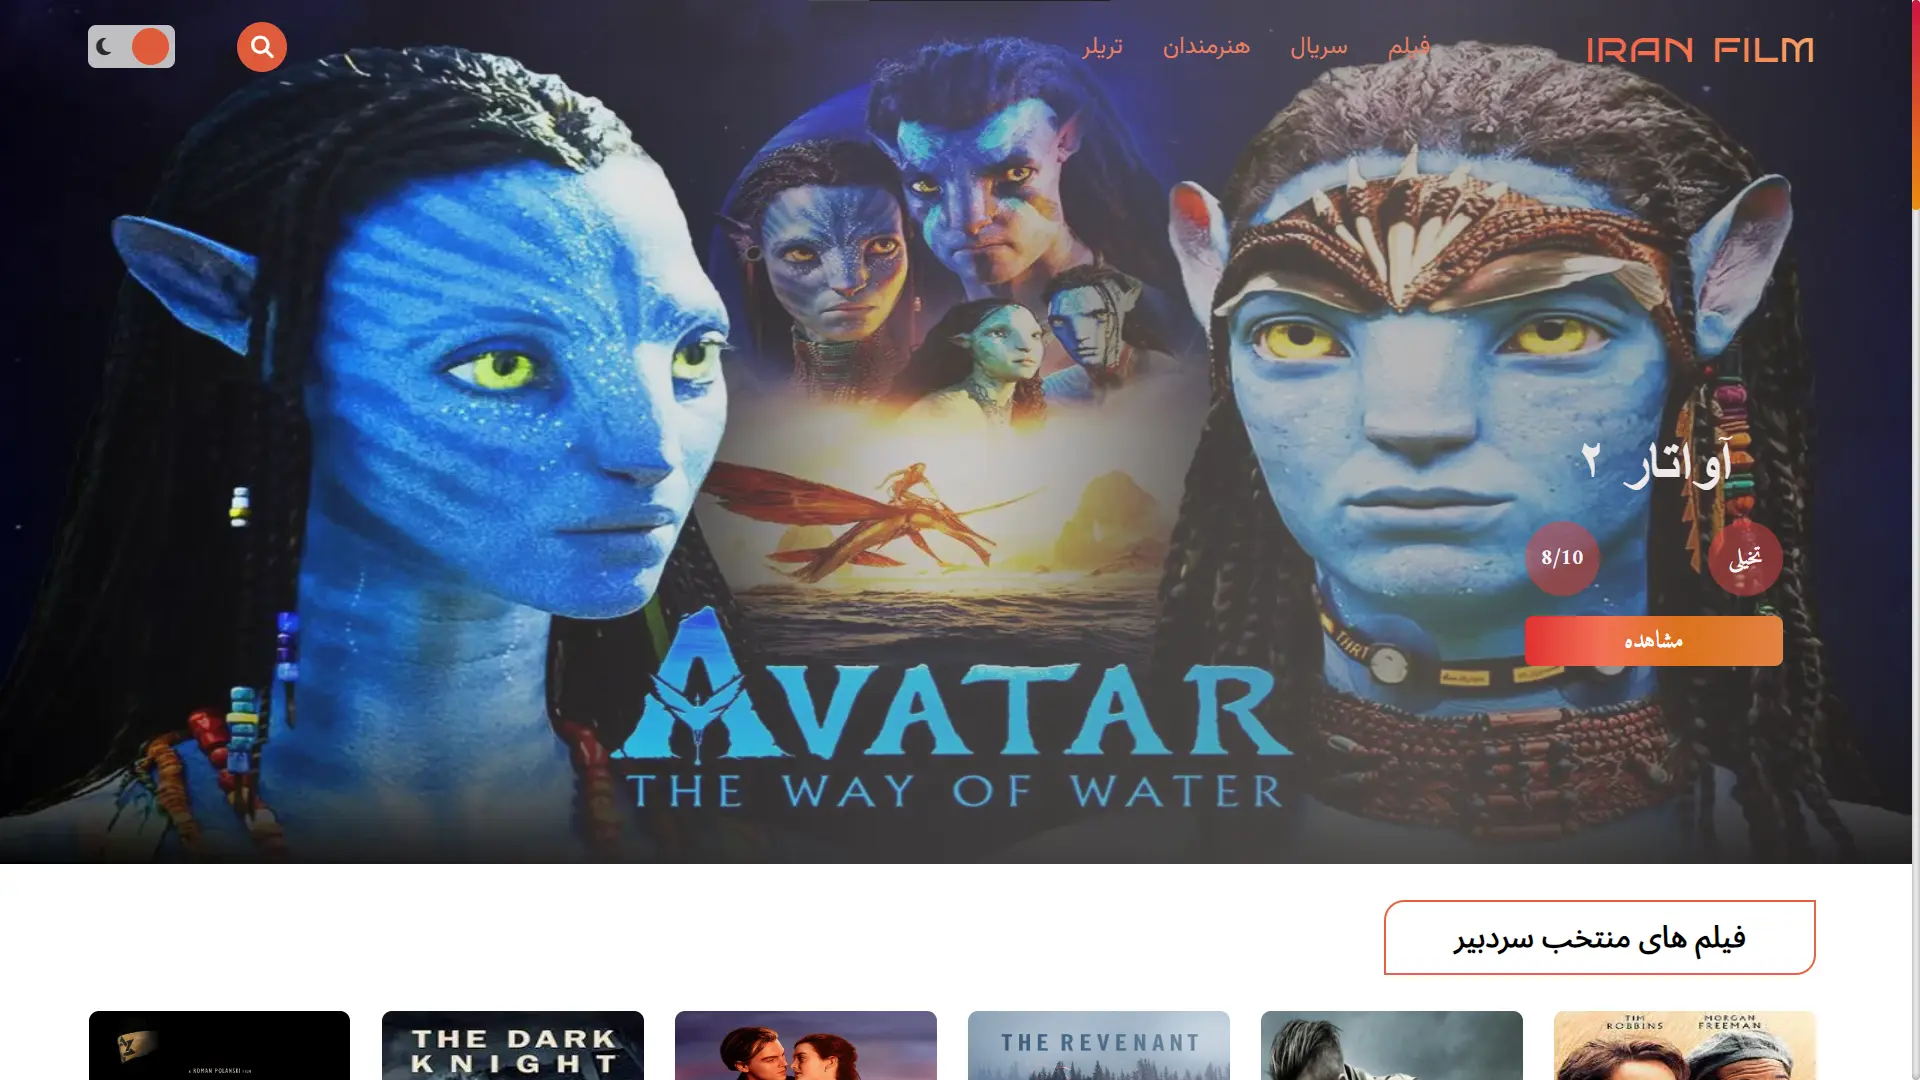 IRAN FILM
فیلم
سریال
هنرمندان
تریلر
آواتار ۲
تخیلی
8/10
مشاهده
AVATAR
THE WAY OF WATER
فیلم های منتخب سردبیر
TIM ROBBINS
MORGAN FREEMAN
THE REVENANT
THE DARK
KNIGHT
A ROMAN POLANSKI FILM